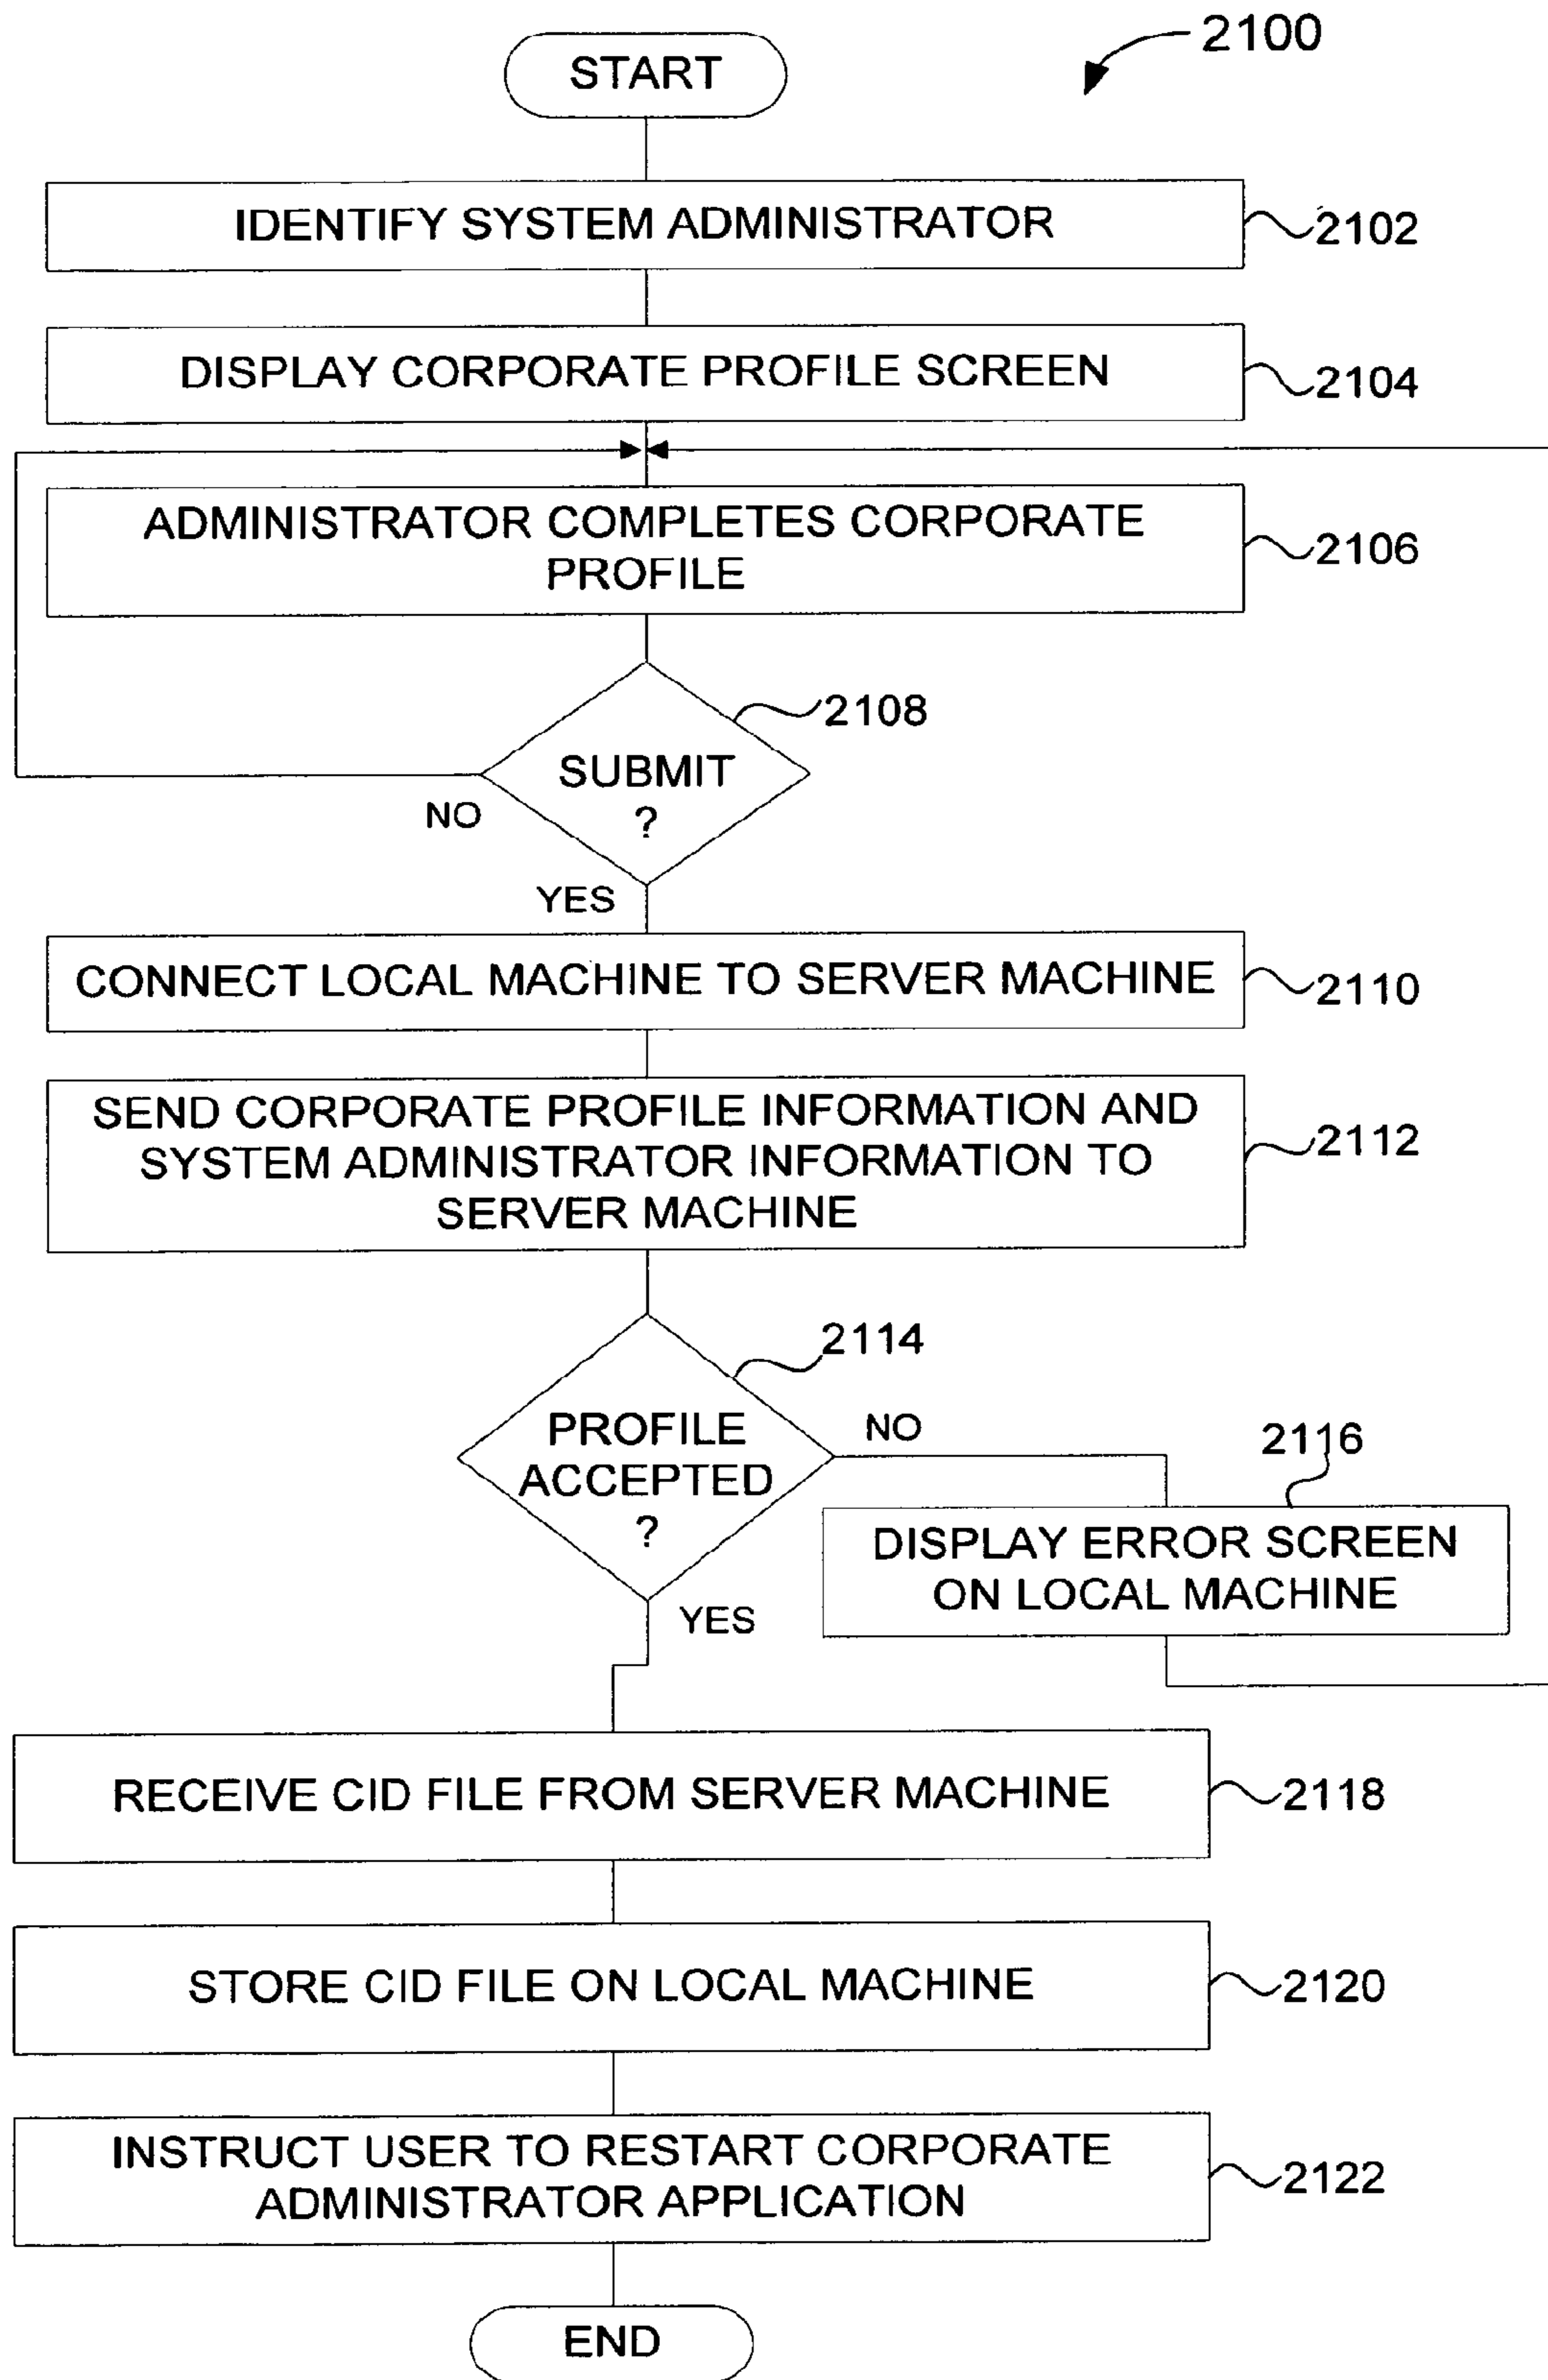 2100
START
IDENTIFY SYSTEM ADMINISTRATOR
2102
DISPLAY CORPORATE PROFILE SCREEN
2104
ADMINISTRATOR COMPLETES CORPORATE
PROFILE
2106
2108
SUBMIT
?
NO
YES
CONNECT LOCAL MACHINE TO SERVER MACHINE
2110
SEND CORPORATE PROFILE INFORMATION AND
SYSTEM ADMINISTRATOR INFORMATION TO
SERVER MACHINE
2112
2114
PROFILE
ACCEPTED
?
NO
YES
2116
DISPLAY ERROR SCREEN
ON LOCAL MACHINE
RECEIVE CID FILE FROM SERVER MACHINE
2118
STORE CID FILE ON LOCAL MACHINE
2120
INSTRUCT USER TO RESTART CORPORATE
ADMINISTRATOR APPLICATION
2122
END